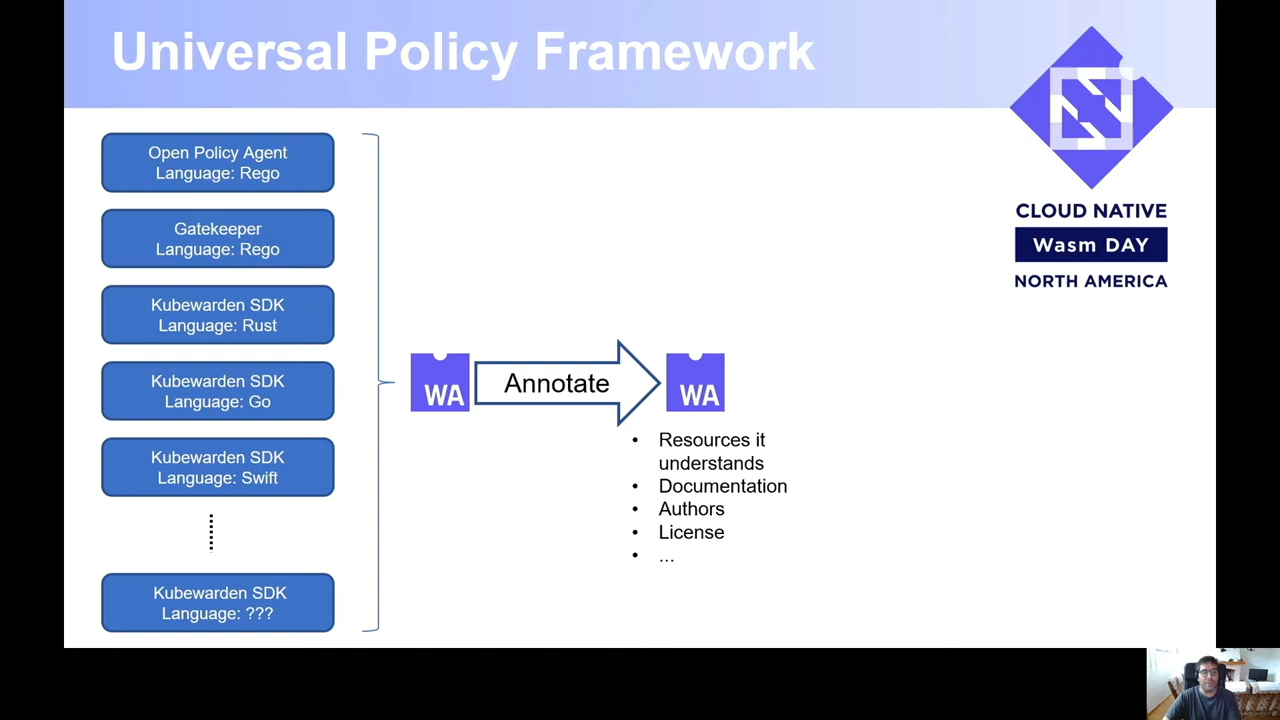 Universal Policy Framework
Open Policy Agent
Language: Rego
Gatekeeper
Language: Rego
Kubewarden SDK
Language: Rust
Kubewarden SDK
Language: Go
Kubewarden SDK
Language: Swift
Kubewarden SDK
Language: ???
WA
Annotate
WA
• Resources it
understands
• Documentation
• Authors
• License
• ...
CLOUD NATIVE
Wasm DAY
NORTH AMERICA